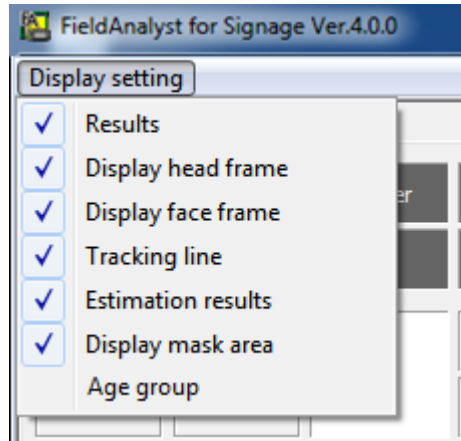 FieldAnalyst for Signage Ver.4.0.0
Display setting
Results
Display head frame
Display face frame
Tracking line
Estimation results
Display mask area
Age group